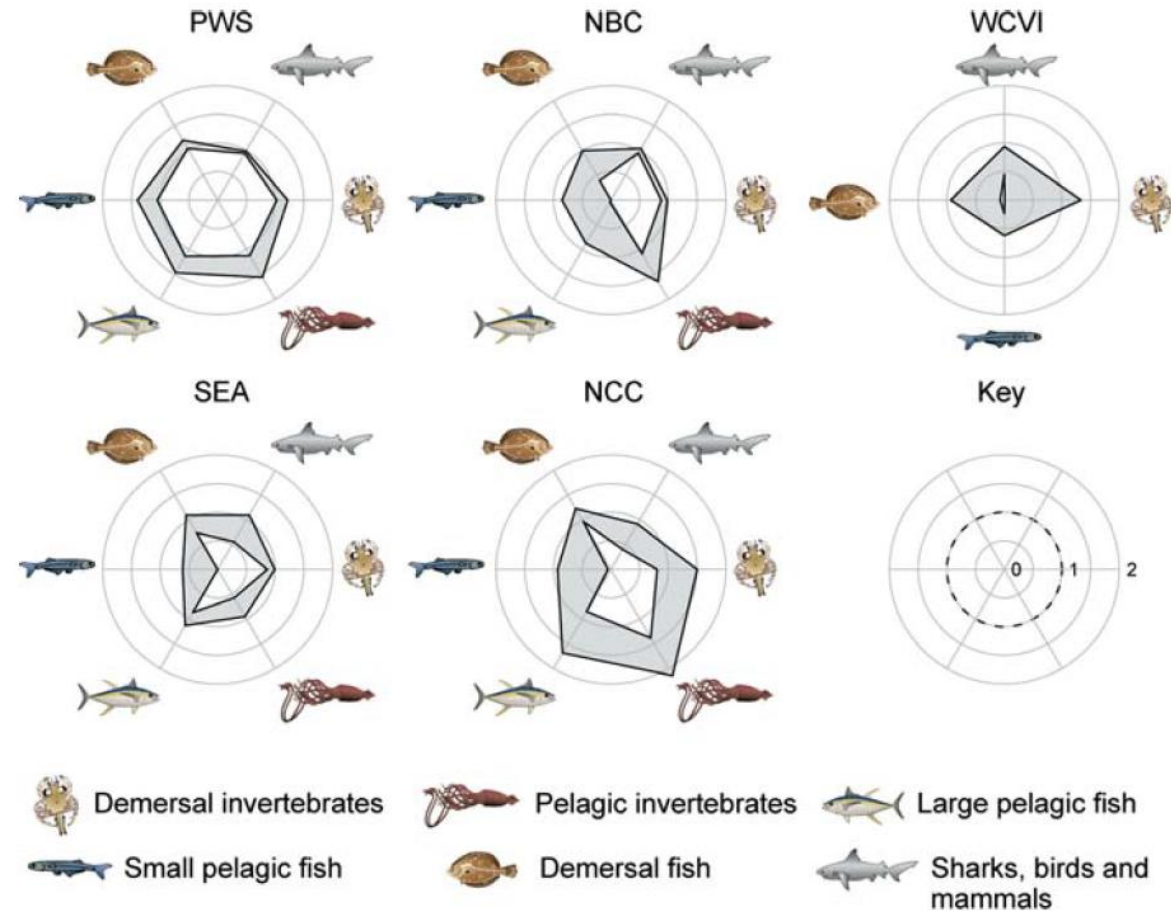 PWS
NBC
WCVI
SEA
NCC
Key
0
1
2
Demersal invertebrates
Pelagic invertebrates
Large pelagic fish
Small pelagic fish
Demersal fish
Sharks, birds and
mammals